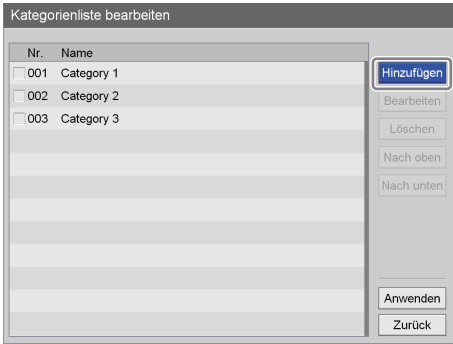 Kategorienliste bearbeiten
Nr. Name
001 Category 1
002 Category 2
003 Category 3
Hinzufügen
Bearbeiten
Löschen
Nach oben
Nach unten
Anwenden
Zurück